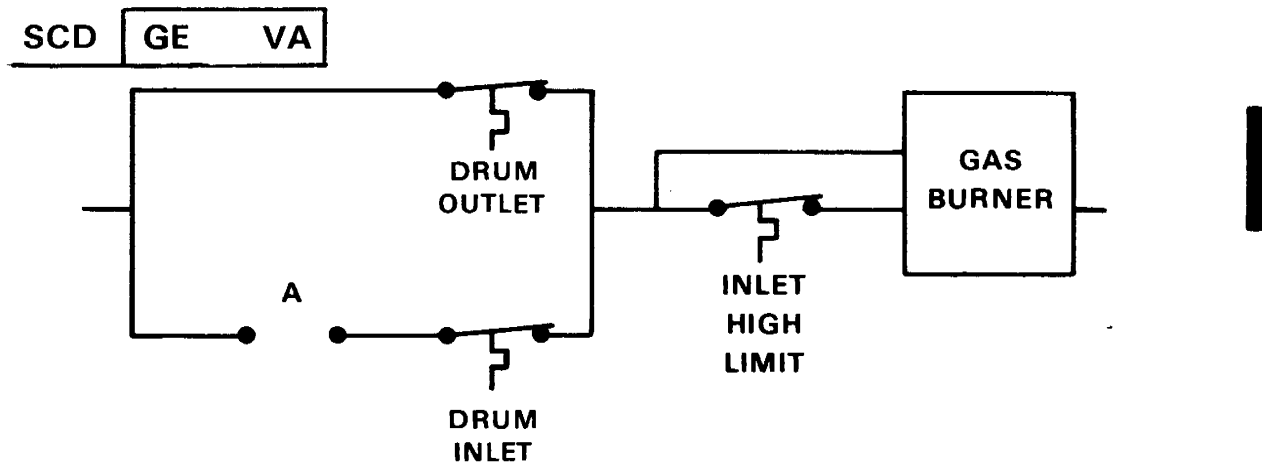 SCD GE VA
DRUM
OUTLET
GAS
BURNER
A
INLET
HIGH
LIMIT
DRUM
INLET